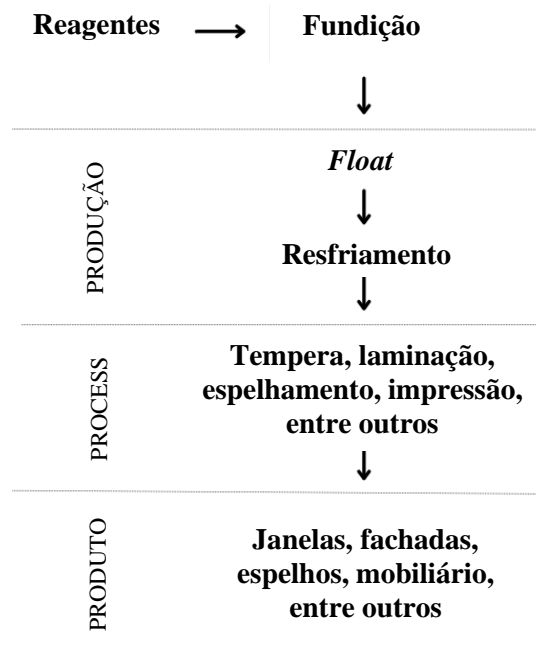 Reagentes → Fundição
Float
PRODUÇÃO
Resfriamento
Tempera, laminação,
espelhamento, impressão,
entre outros
PROCESS
Janelas, fachadas,
espelhos, mobiliário,
entre outros
PRODUTO